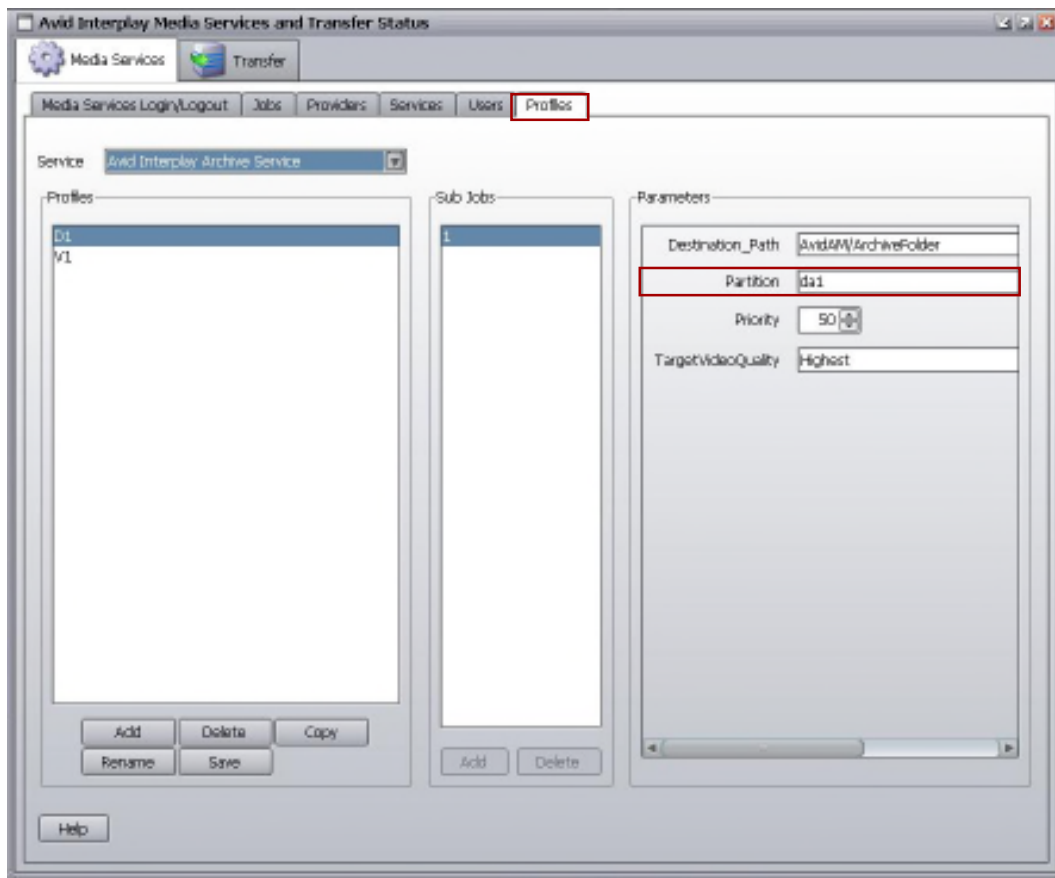 Avid Interplay Media Services and Transfer Status
Media Services Transfer
Media Services Login/Logout Jobs Providers Services Users Profiles
Service Avid Interplay Archive Service
Profiles Sub Jobs Parameters
D1 1 Destination_Path AvidAM/ArchiveFolder
V1
Partition da1
Priority 50
TargetVideoQuality Highest
Add Delete Copy
Rename Save Add Delete
Help